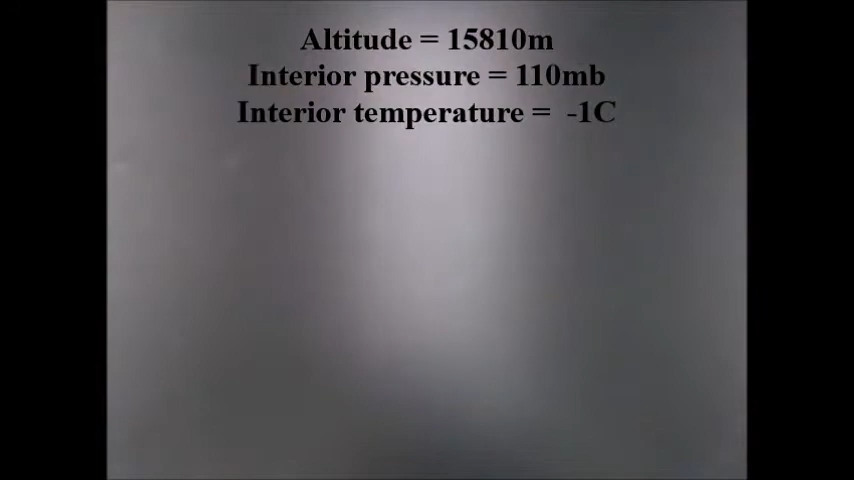 Altitude = 15810m
Interior pressure = 110mb
Interior temperature =  -1C